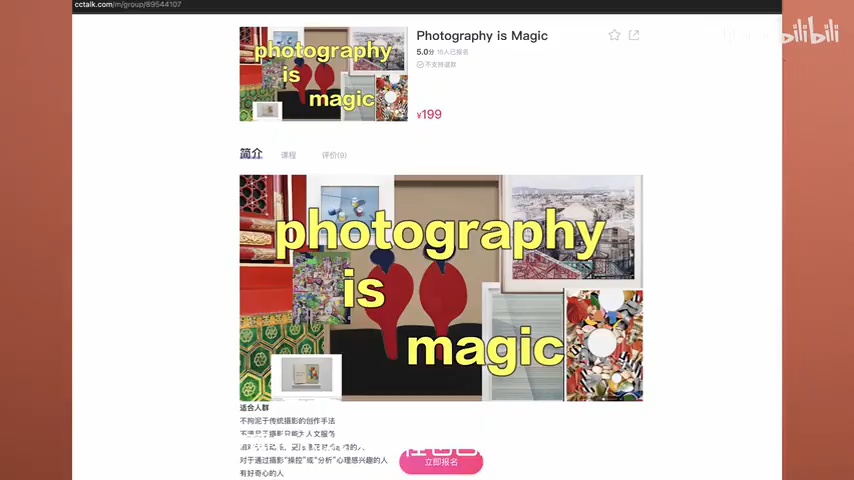 cctalk.com/m/group/89544107
bilibili
photography
is
magic
Photography is Magic
5.0分 15人已报名
不支持退款
¥199
简介 课程 评价(9)
photography
is
magic
适合人群
不拘泥于传统摄影的创作手法
对于通过摄影“操控”或“分析”心理感兴趣的人
有好奇心的人
立即报名